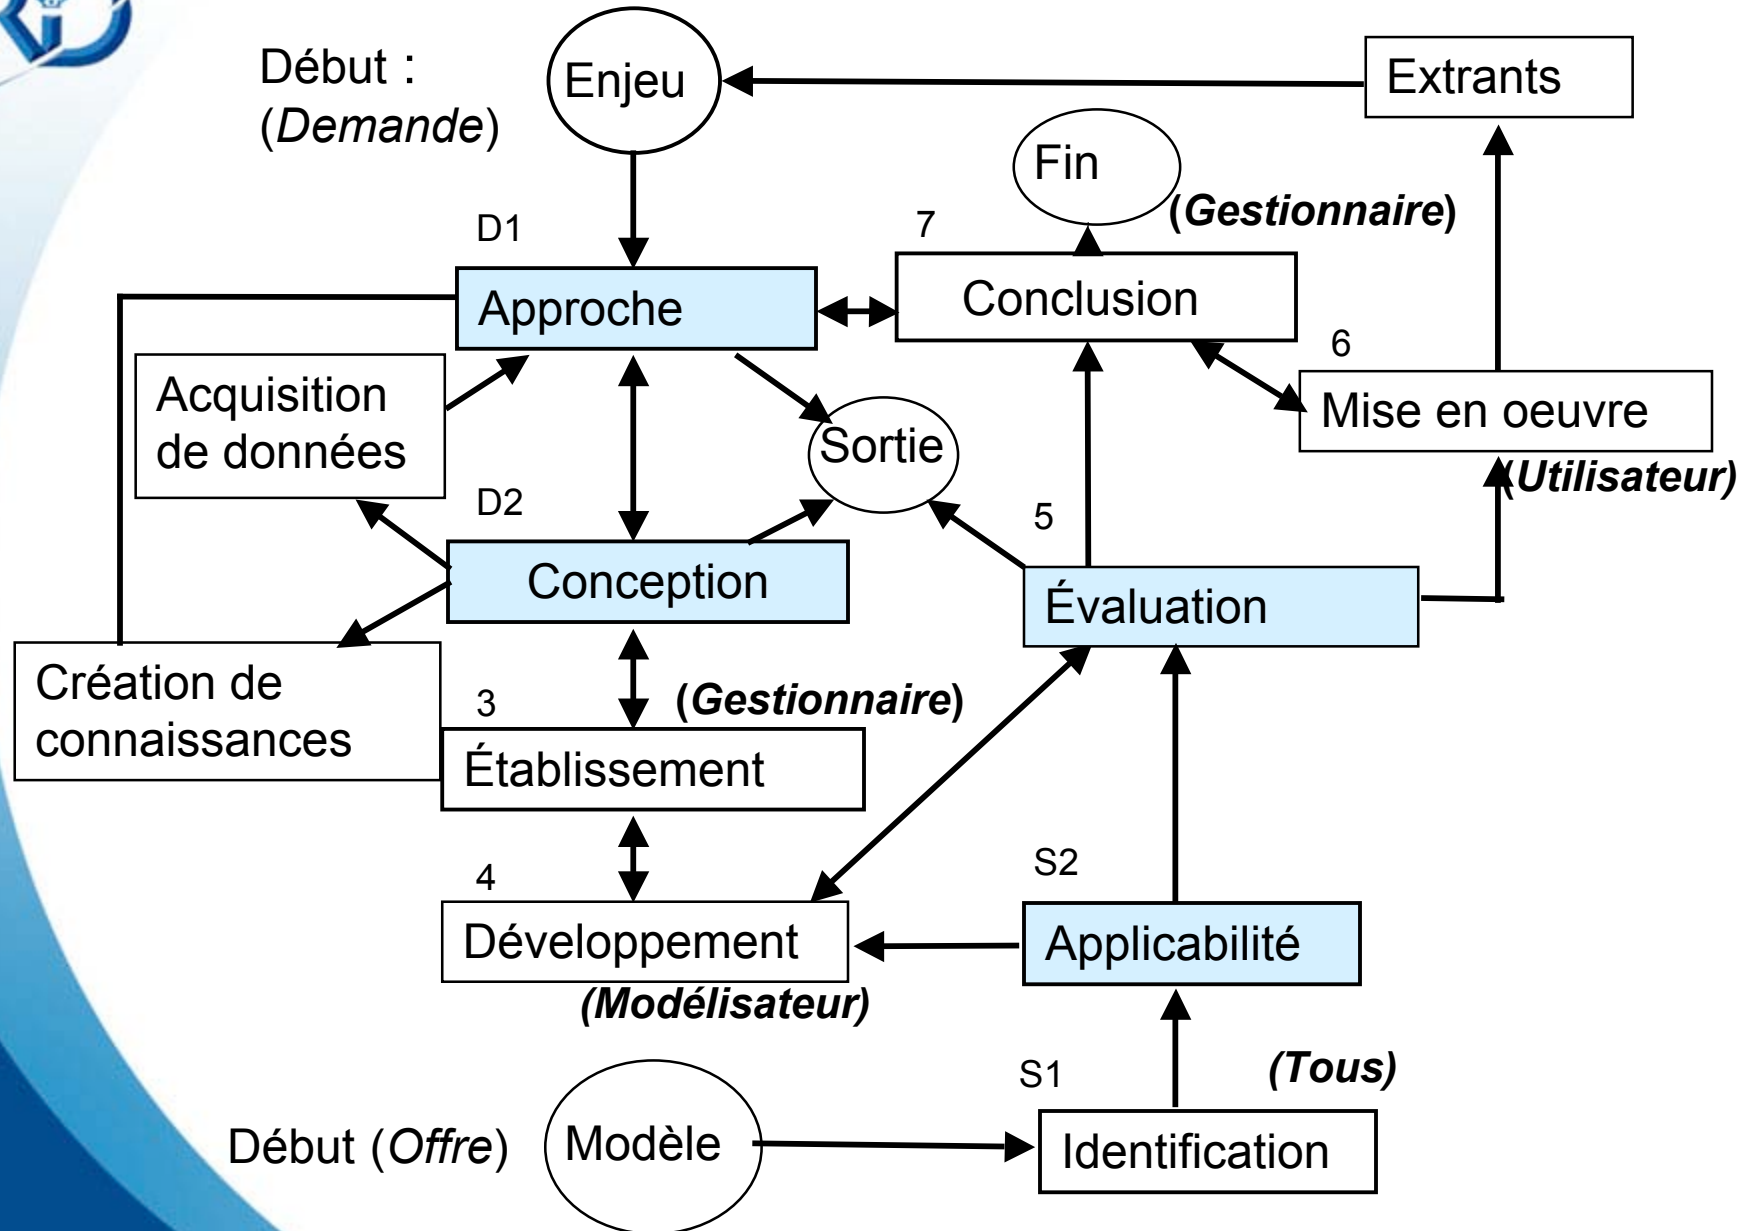 Début :
(Demande)
Enjeu
Extrants
Fin
(Gestionnaire)
D1
7
Approche
Conclusion
6
Acquisition
de données
Mise en oeuvre
(Utilisateur)
Sortie
D2
5
Conception
Évaluation
Création de
connaissances
3
(Gestionnaire)
Établissement
4
S2
Développement
Applicabilité
(Modélisateur)
S1
(Tous)
Début (Offre)
Modèle
Identification